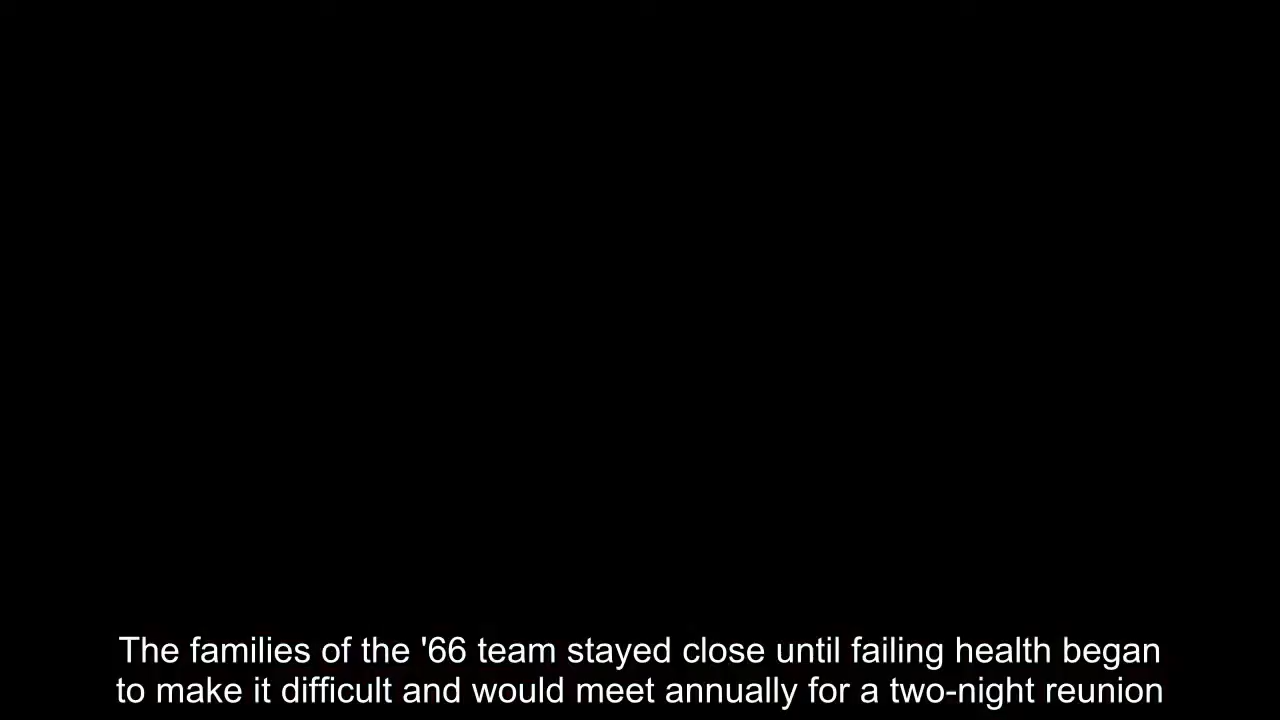 The families of the '66 team stayed close until failing health began
to make it difficult and would meet annually for a two-night reunion